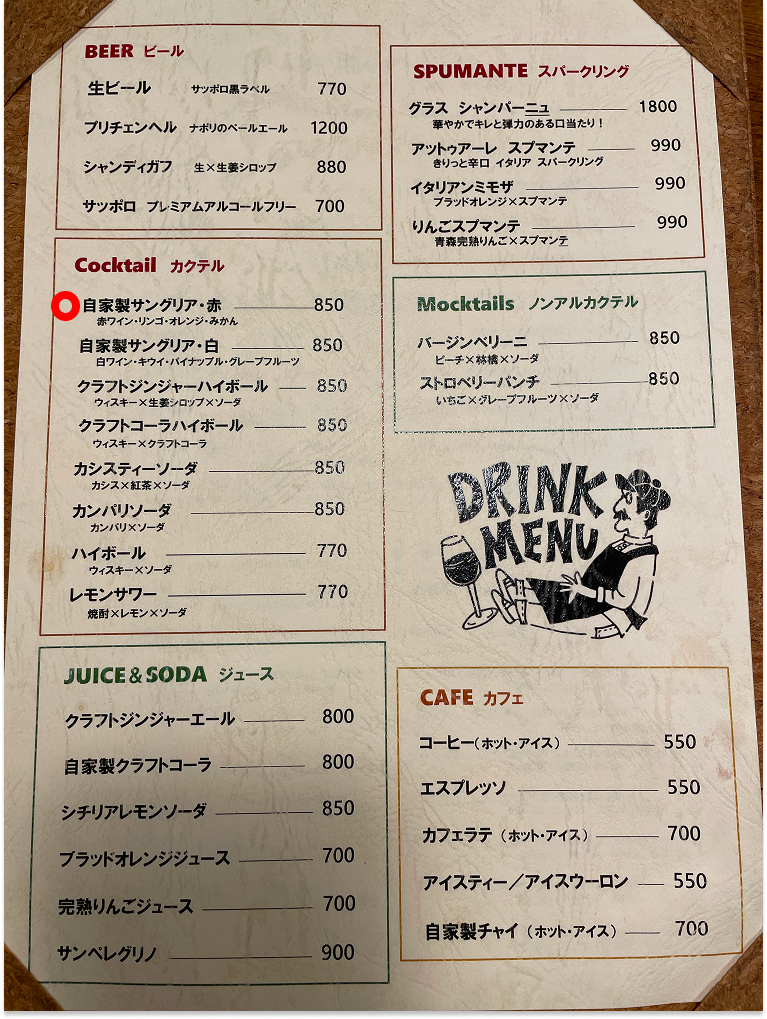 BEER ビール
生ビール サッポロ黒ラベル 770
プリチェンヘル ナポリのペールエール 1200
シャンディガフ 生×生姜シロップ 880
サッポロ プレミアムアルコールフリー 700
Cocktail カクテル
自家製サングリア・赤 850
赤ワイン・リンゴ・オレンジ・みかん
自家製サングリア・白 850
白ワイン・キウイ・パイナップル・グレープフルーツ
クラフトジンジャーハイボール 850
ウィスキー×生姜シロップ×ソーダ
クラフトコーラハイボール 850
ウィスキー×クラフトコーラ
カシスティーソーダ 850
カシス×紅茶×ソーダ
カンパリソーダ 850
カンパリ×ソーダ
ハイボール 770
ウィスキー×ソーダ
レモンサワー 770
焼酎×レモン×ソーダ
JUICE&SODA ジュース
クラフトジンジャーエール 800
自家製クラフトコーラ 800
シチリアレモンソーダ 850
ブラッドオレンジジュース 700
完熟りんごジュース 700
サンペレグリノ 900
SPUMANTE スパークリング
グラス シャンパーニュ 1800
華やかでキレと弾力のある口当たり!
アットゥアーレ スプマンテ 990
きりっと辛口 イタリア スパークリング
イタリアンミモザ 990
ブラッドオレンジ×スプマンテ
りんごスプマンテ 990
青森完熟りんご×スプマンテ
Mocktails ノンアルカクテル
バージンベリーニ 850
ピーチ×林檎×ソーダ
ストロベリーパンチ 850
いちご×グレープフルーツ×ソーダ
DRINK
MENU
CAFE カフェ
コーヒー(ホット・アイス) 550
エスプレッソ 550
カフェラテ(ホット・アイス) 700
アイスティー/アイスウーロン 550
自家製チャイ(ホット・アイス) 700